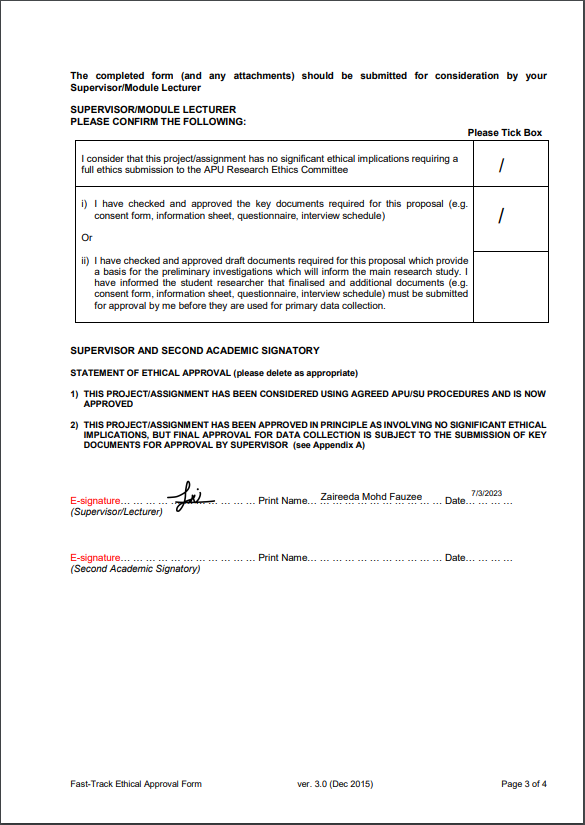 The completed form (and any attachments) should be submitted for consideration by your
Supervisor/Module Lecturer
SUPERVISOR/MODULE LECTURER
PLEASE CONFIRM THE FOLLOWING:
Please Tick Box
I consider that this project/assignment has no significant ethical implications requiring a
full ethics submission to the APU Research Ethics Committee
/
i) I have checked and approved the key documents required for this proposal (e.g.
consent form, information sheet, questionnaire, interview schedule)
/
Or
ii) I have checked and approved draft documents required for this proposal which provide
a basis for the preliminary investigations which will inform the main research study. I
have informed the student researcher that finalised and additional documents (e.g.
consent form, information sheet, questionnaire, interview schedule) must be submitted
for approval by me before they are used for primary data collection.
SUPERVISOR AND SECOND ACADEMIC SIGNATORY
STATEMENT OF ETHICAL APPROVAL (please delete as appropriate)
1) THIS PROJECT/ASSIGNMENT HAS BEEN CONSIDERED USING AGREED APU/SU PROCEDURES AND IS NOW
APPROVED
2) THIS PROJECT/ASSIGNMENT HAS BEEN APPROVED IN PRINCIPLE AS INVOLVING NO SIGNIFICANT ETHICAL
IMPLICATIONS, BUT FINAL APPROVAL FOR DATA COLLECTION IS SUBJECT TO THE SUBMISSION OF KEY
DOCUMENTS FOR APPROVAL BY SUPERVISOR (see Appendix A)
E-signature… … … … … … … … … … Print Name… Zaireeda Mohd Fauzee … Date… 7/3/2023
(Supervisor/Lecturer)
E-signature… … … … … … … … … … Print Name… … … … … … … … … … Date… … … …
(Second Academic Signatory)
Fast-Track Ethical Approval Form ver. 3.0 (Dec 2015) Page 3 of 4